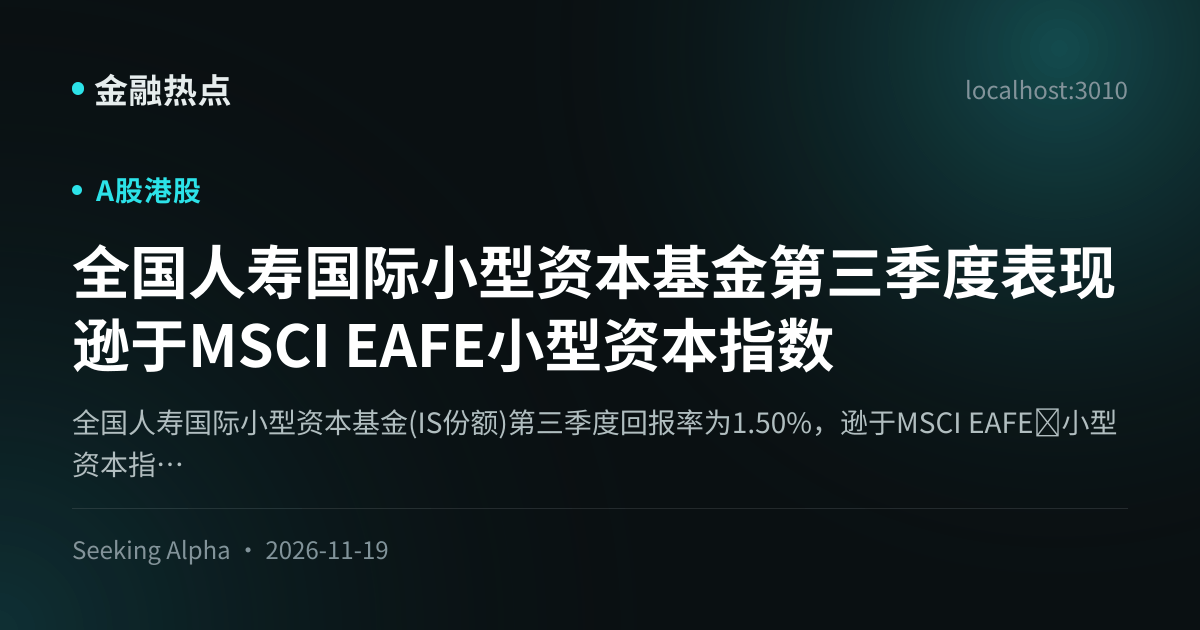 金融热点
localhost:3010
A股港股
全国人寿国际小型资本基金第三季度表现
逊于MSCI EAFE小型资本指数
全国人寿国际小型资本基金(IS份额)第三季度回报率为1.50%，逊于MSCI EAFE小型
资本指…
Seeking Alpha • 2026-11-19